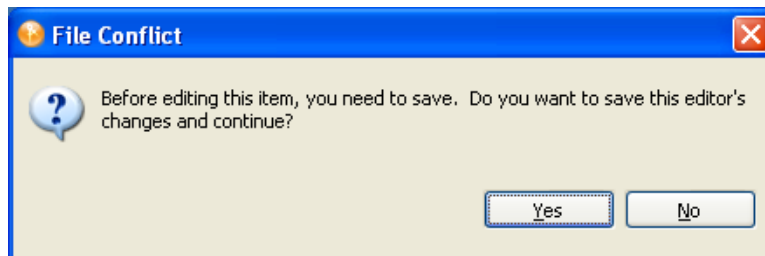 File Conflict
Before editing this item, you need to save.  Do you want to save this editor's
changes and continue?
Yes
No